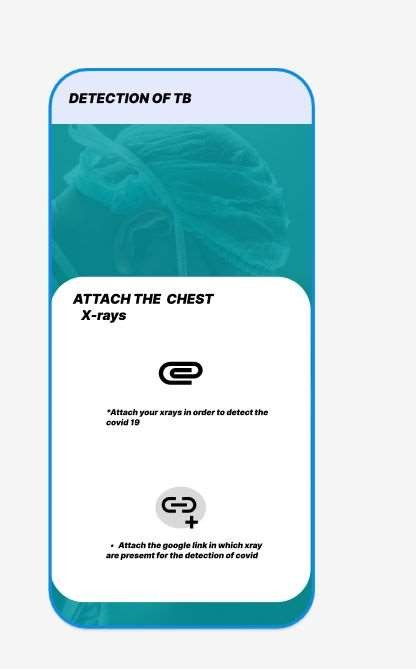 DETECTION OF TB
ATTACH THE CHEST
X-rays
*Attach your xrays in order to detect the
covid 19
• Attach the google link in which xray
are presemt for the detection of covid